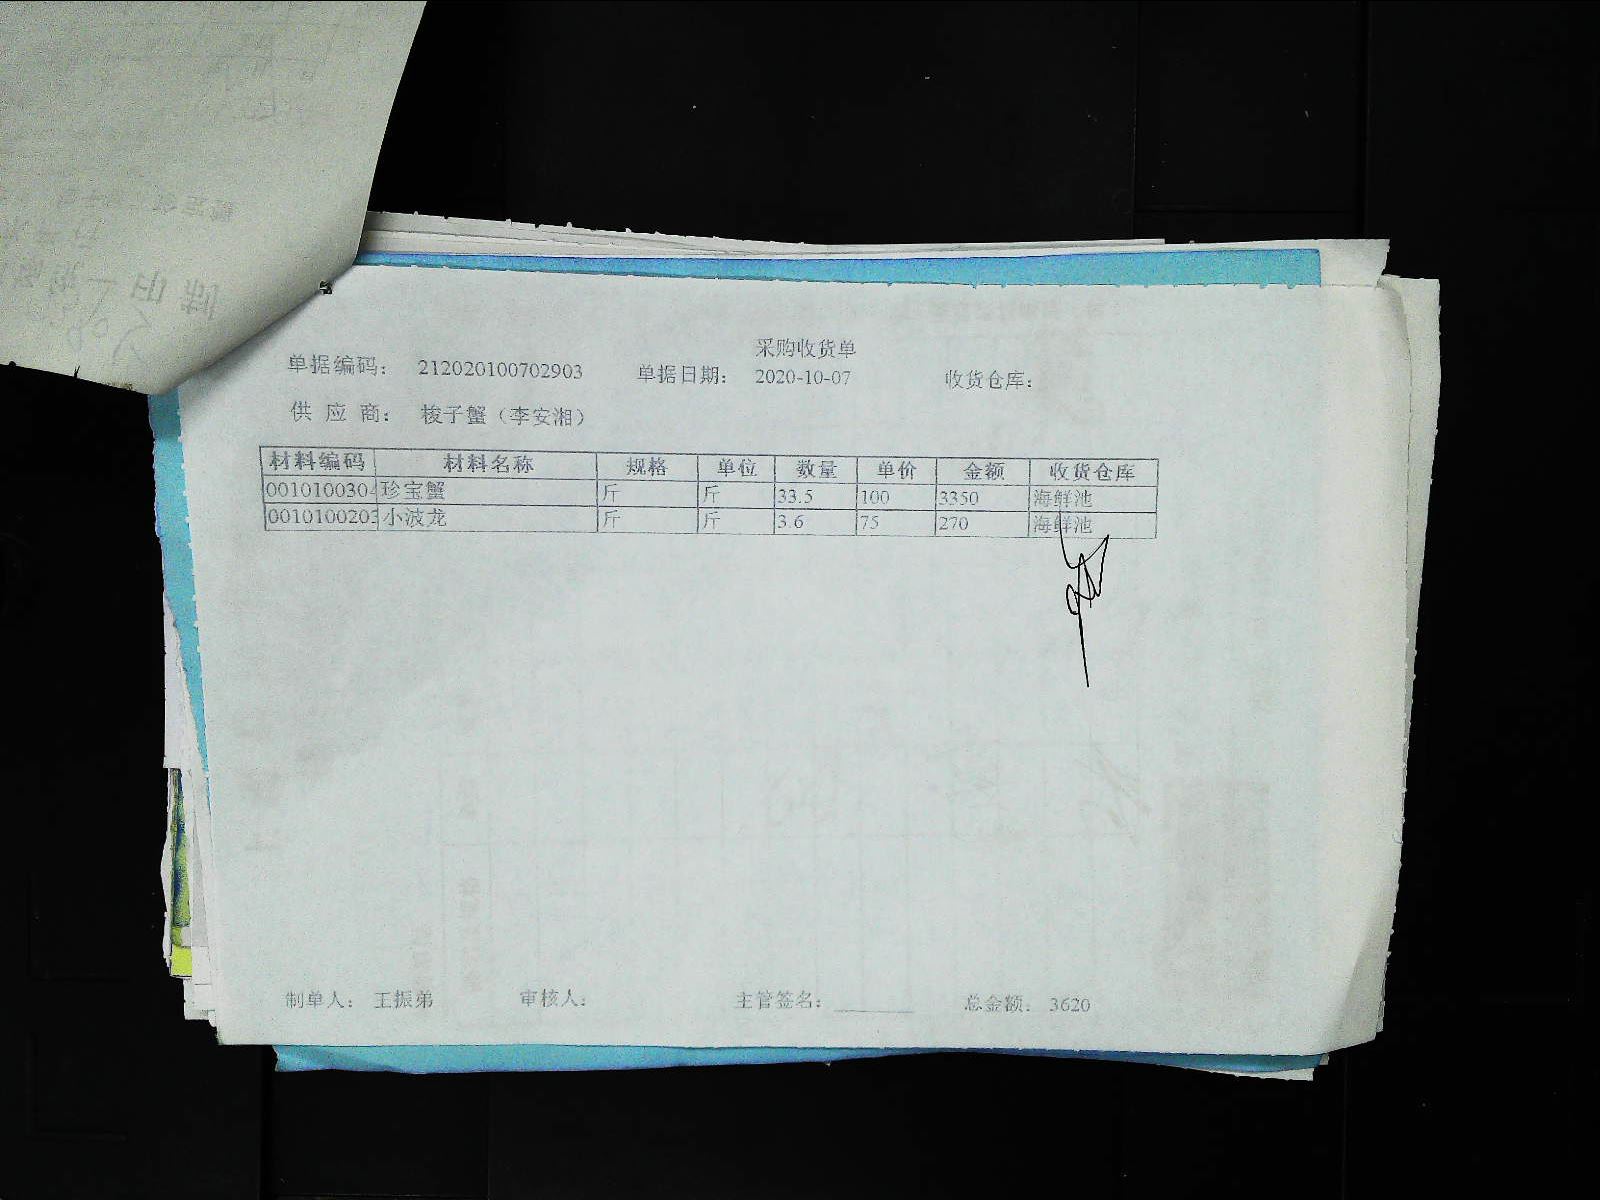 采购收货单
单据编码： 212020100702903 单据日期： 2020-10-07 收货仓库：
供 应 商： 梭子蟹（李安湘）
材料编码 材料名称 规格 单位 数量 单价 金额 收货仓库
0010100304 珍宝蟹 斤 斤 33.5 100 3350 海鲜池
0010100203 小波龙 斤 斤 3.6 75 270 海鲜池
制单人： 王振弟 审核人： 主管签名： 总金额： 3620